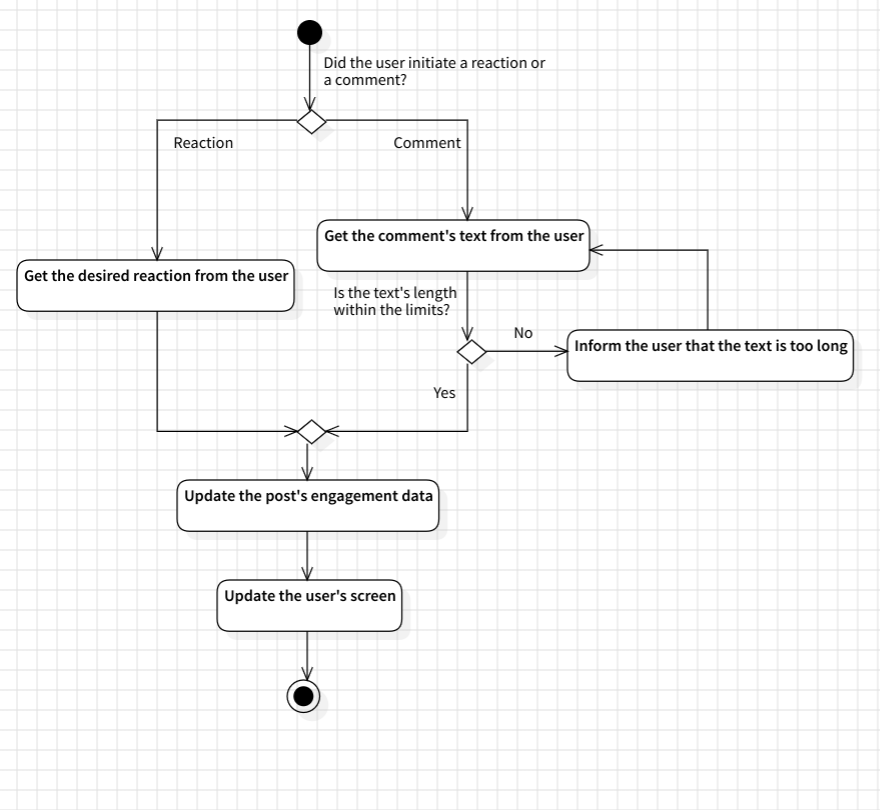 Did the user initiate a reaction or
a comment?
Reaction
Comment
Get the comment's text from the user
Get the desired reaction from the user
Is the text's length
within the limits?
No
Inform the user that the text is too long
Yes
Update the post's engagement data
Update the user's screen